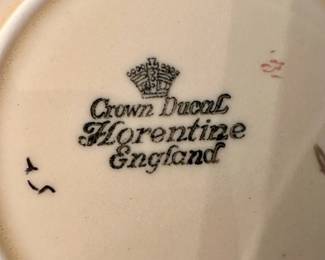 Crown Ducal
Florentine
England